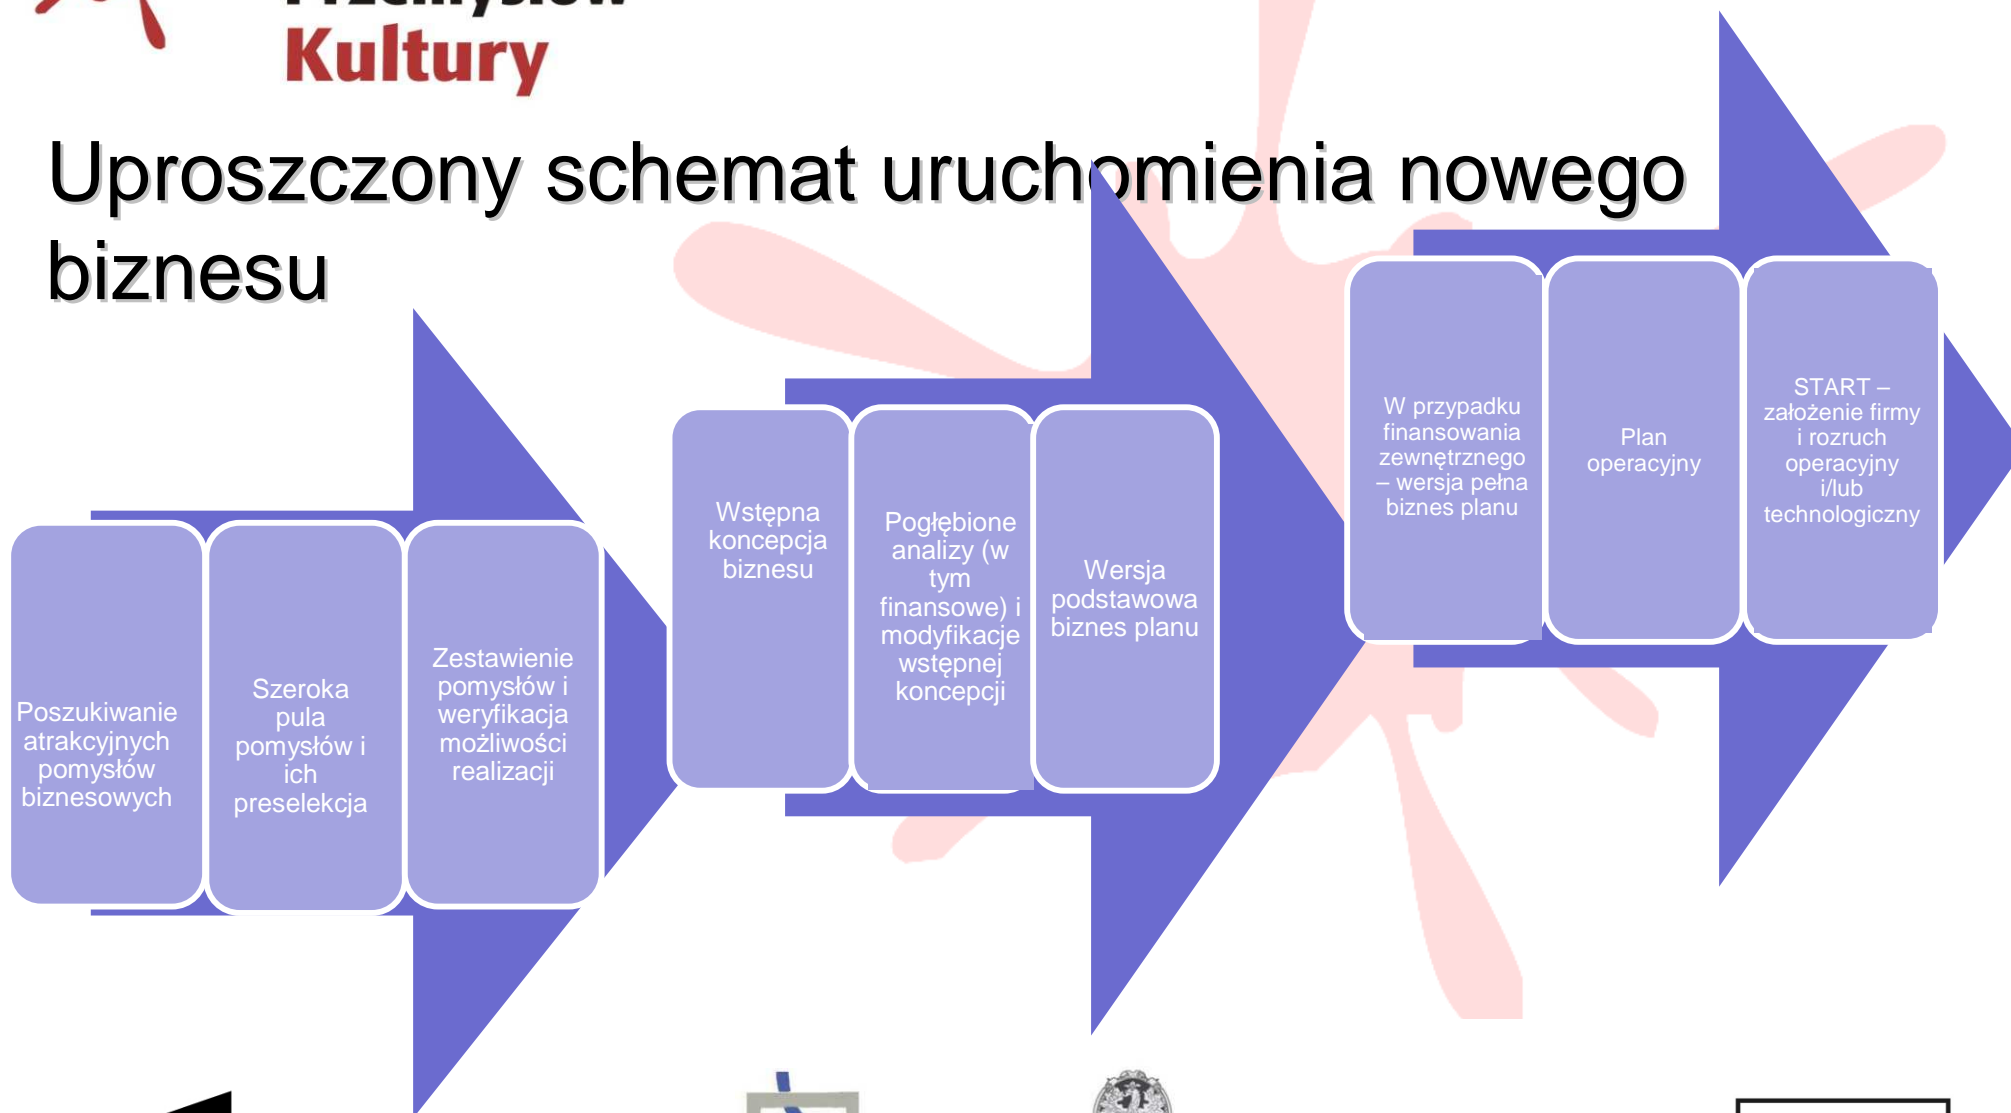 Przemysłów
Kultury
Uproszczony schemat uruchomienia nowego
biznesu
Poszukiwanie
atrakcyjnych
pomysłów
biznesowych
Szeroka
pula
pomysłów i
ich
preselekcja
Zestawienie
pomysłów i
weryfikacja
możliwości
realizacji
Wstępna
koncepcja
biznesu
Pogłębione
analizy (w
tym
finansowe) i
modyfikacje
wstępnej
koncepcji
Wersja
podstawowa
biznes planu
W przypadku
finansowania
zewnętrznego
– wersja pełna
biznes planu
Plan
operacyjny
START –
założenie firmy
i rozruch
operacyjny
i/lub
technologiczny